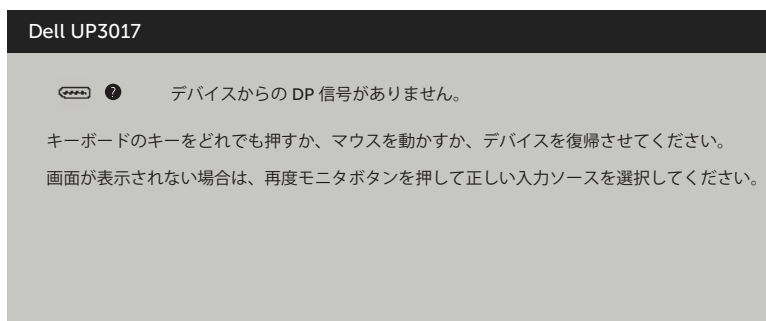 Dell UP3017
デバイスからの DP 信号がありません。
キーボードのキーをどれでも押すか、マウスを動かすか、デバイスを復帰させてください。
画面が表示されない場合は、再度モニタボタンを押して正しい入力ソースを選択してください。